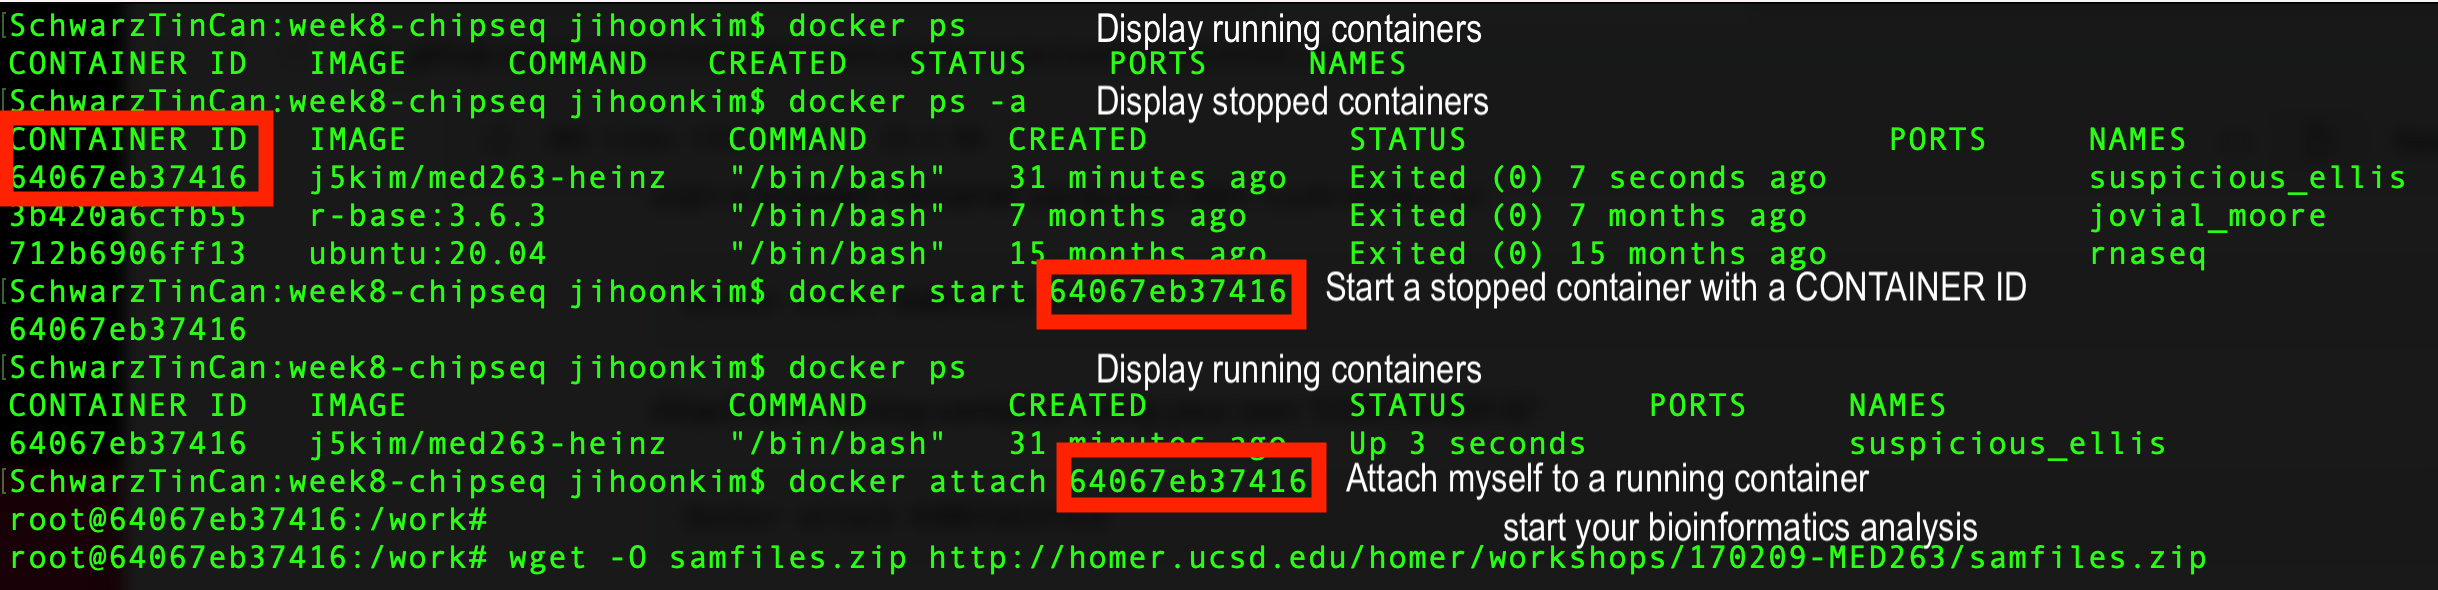 [SchwarzTinCan:week8-chipseq jihoonkim$ docker ps Display running containers
CONTAINER ID IMAGE COMMAND CREATED STATUS PORTS NAMES
[SchwarzTinCan:week8-chipseq jihoonkim$ docker ps -a Display stopped containers
CONTAINER ID IMAGE COMMAND CREATED STATUS PORTS NAMES
64067eb37416 j5kim/med263-heinz "/bin/bash" 31 minutes ago Exited (0) 7 seconds ago suspicious_ellis
3b420a6cfb55 r-base:3.6.3 "/bin/bash" 7 months ago Exited (0) 7 months ago jovial_moore
712b6906ff13 ubuntu:20.04 "/bin/bash" 15 months ago Exited (0) 15 months ago rnaseq
[SchwarzTinCan:week8-chipseq jihoonkim$ docker start 64067eb37416 Start a stopped container with a CONTAINER ID
64067eb37416
[SchwarzTinCan:week8-chipseq jihoonkim$ docker ps Display running containers
CONTAINER ID IMAGE COMMAND CREATED STATUS PORTS NAMES
64067eb37416 j5kim/med263-heinz "/bin/bash" 31 minutes ago Up 3 seconds suspicious_ellis
[SchwarzTinCan:week8-chipseq jihoonkim$ docker attach 64067eb37416 Attach myself to a running container
root@64067eb37416:/work# start your bioinformatics analysis
root@64067eb37416:/work# wget -O samfiles.zip http://homer.ucsd.edu/homer/workshops/170209-MED263/samfiles.zip